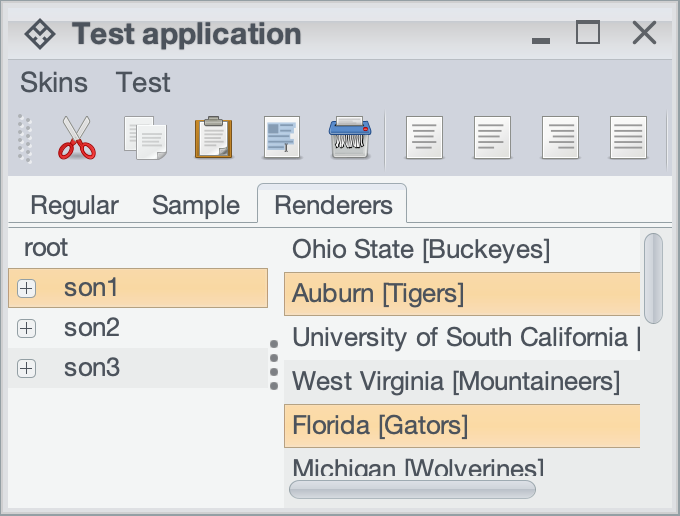 Test application
Skins Test
Regular Sample Renderers
root
son1
son2
son3
Ohio State [Buckeyes]
Auburn [Tigers]
University of South California [
West Virginia [Mountaineers]
Florida [Gators]
Michigan [Wolverines]